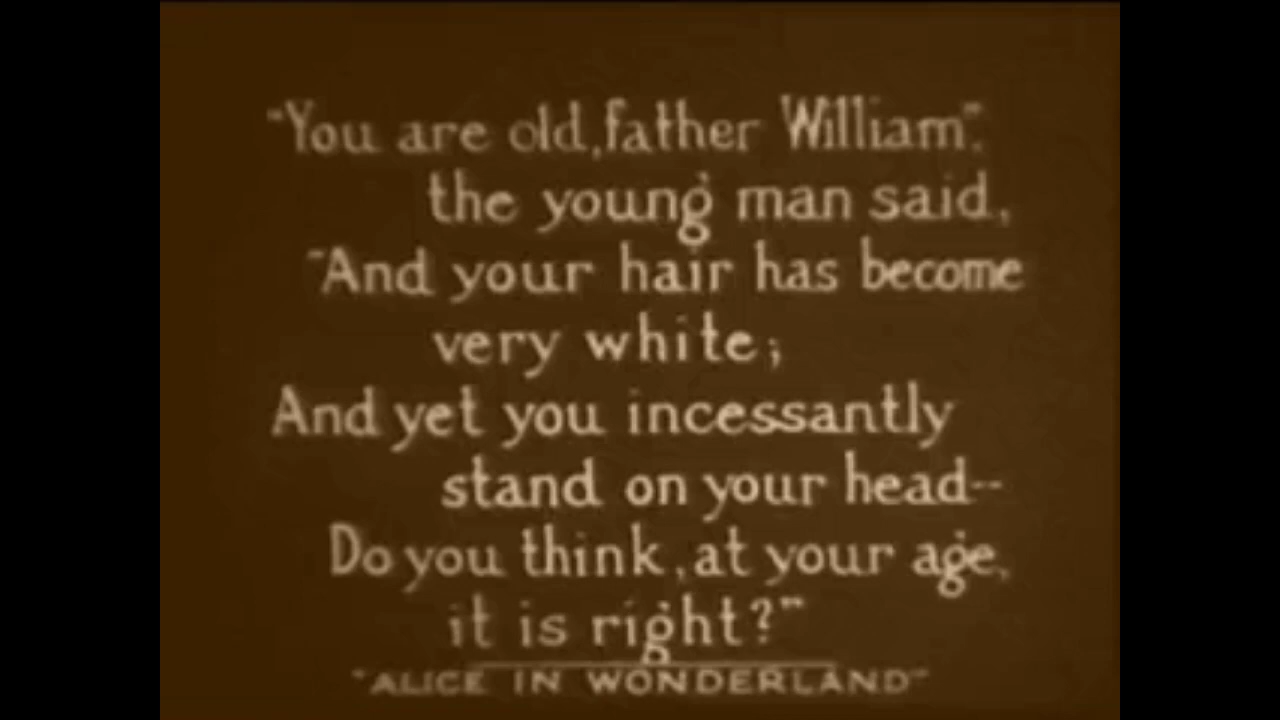 "You are old, father William",
the young man said,
"And your hair has become
very white;
And yet you incessantly
stand on your head--
Do you think, at your age,
it is right?"
"ALICE IN WONDERLAND"